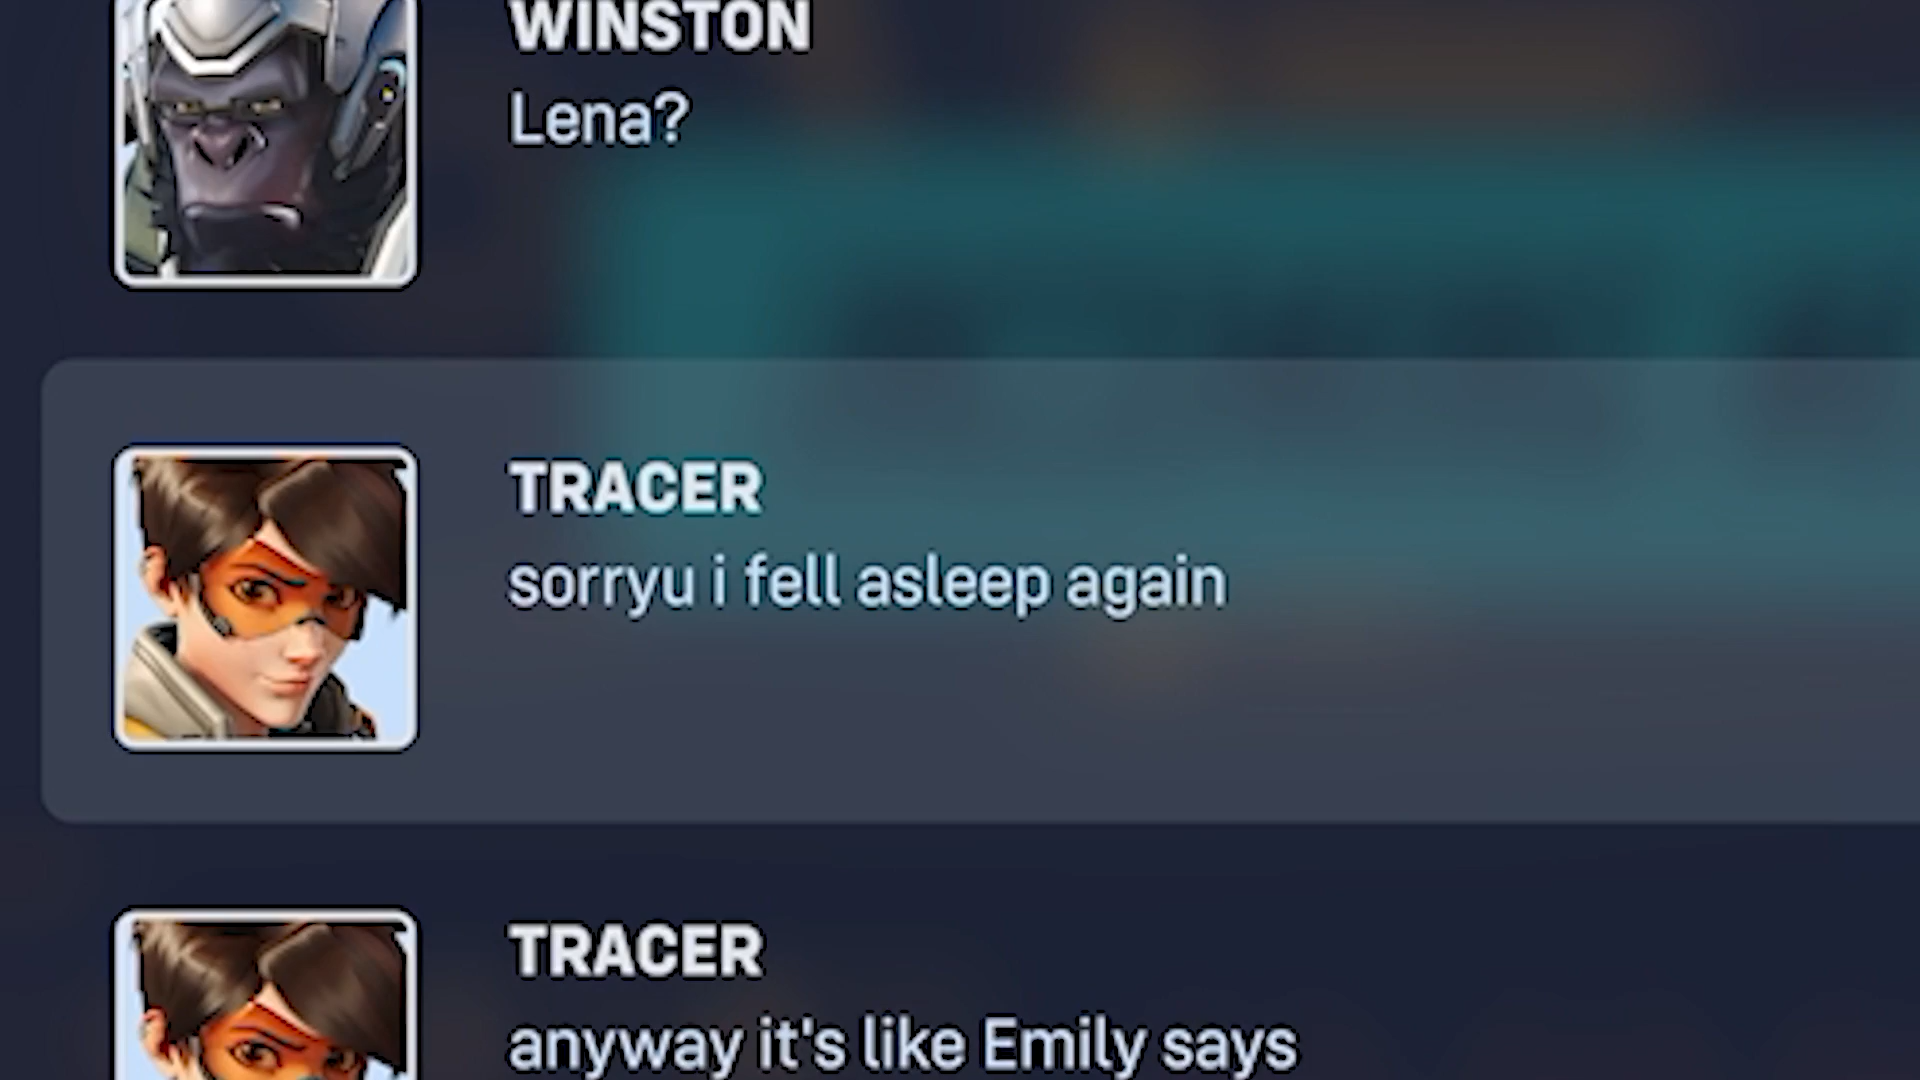 WINSTON
Lena?
TRACER
sorryu i fell asleep again
TRACER
anyway it's like Emily says